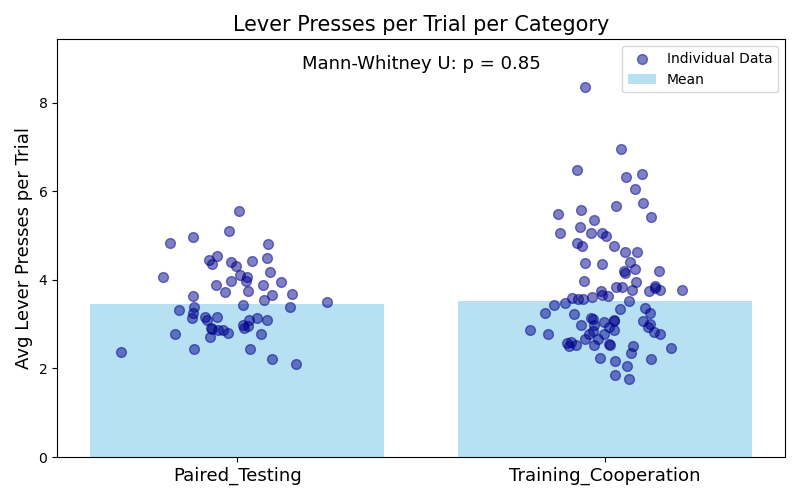 Lever Presses per Trial per Category
Mann-Whitney U: p = 0.85
Individual Data
Mean
Avg Lever Presses per Trial
8
6
4
2
0
Paired_Testing
Training_Cooperation